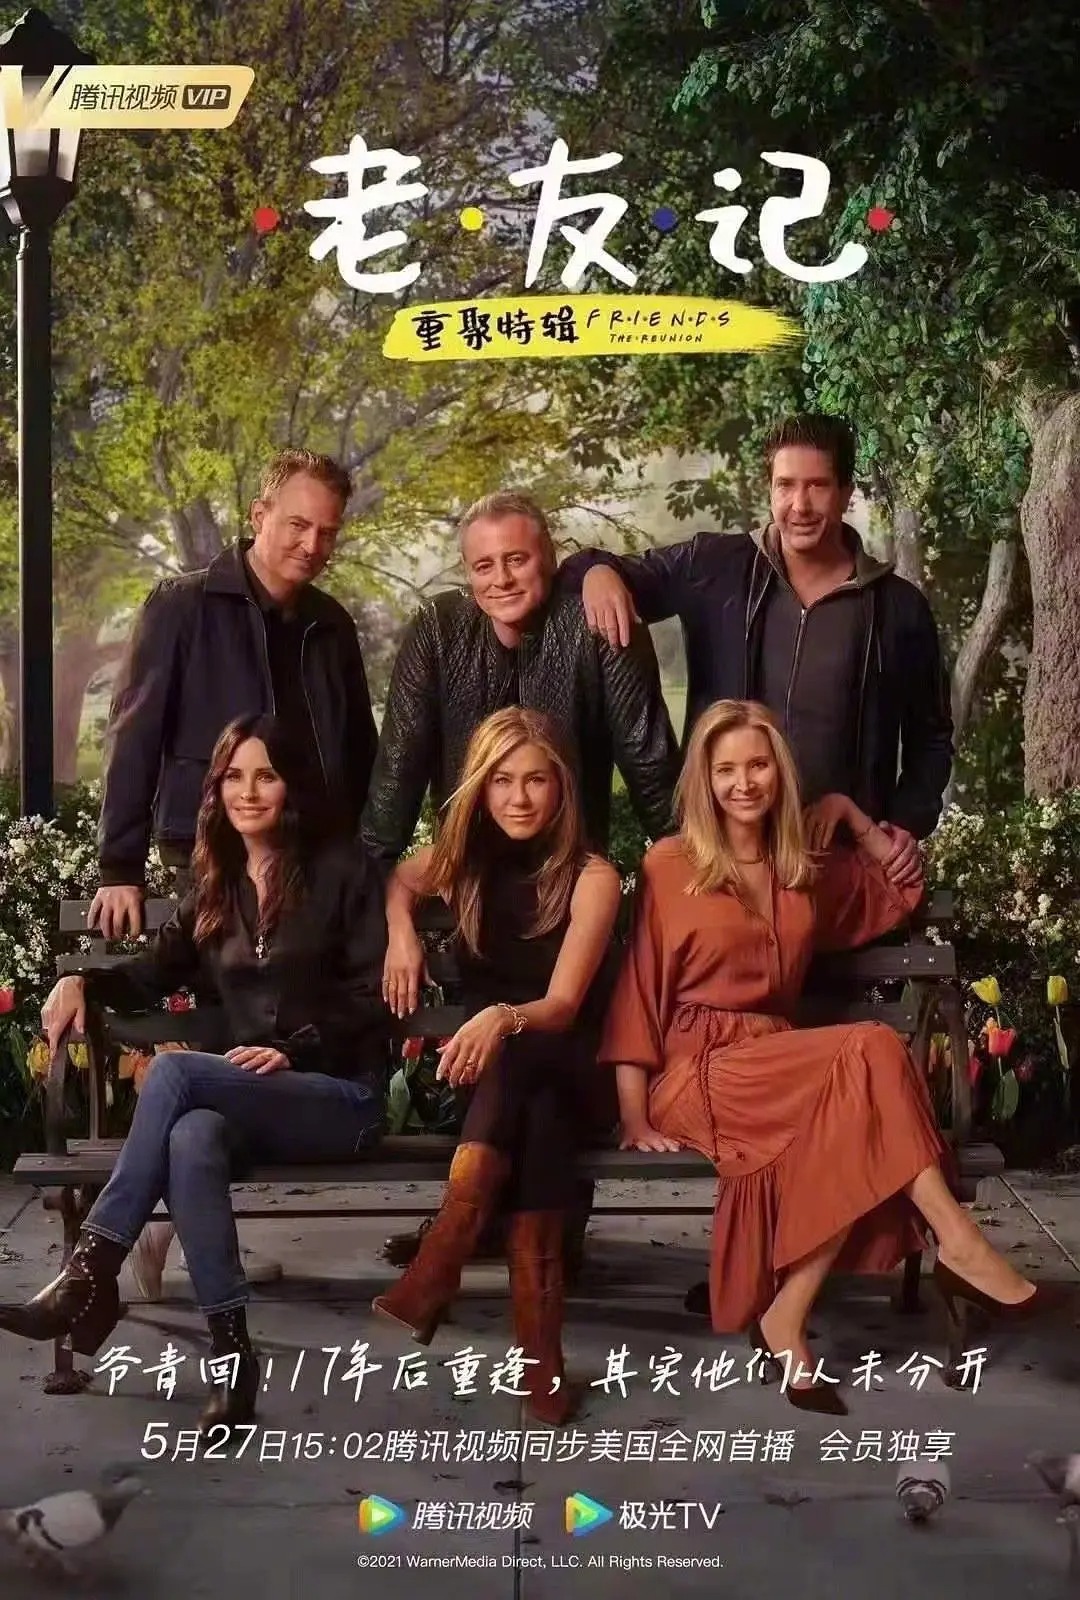 腾讯视频 VIP
老·友·记
重聚特辑 F·R·I·E·N·D·S
THE·REUNION
爷青回！17年后重逢，其实他们从未分开
5月27日15:02腾讯视频同步美国全网首播 会员独享
腾讯视频 极光TV
©2021 WarnerMedia Direct, LLC. All Rights Reserved.